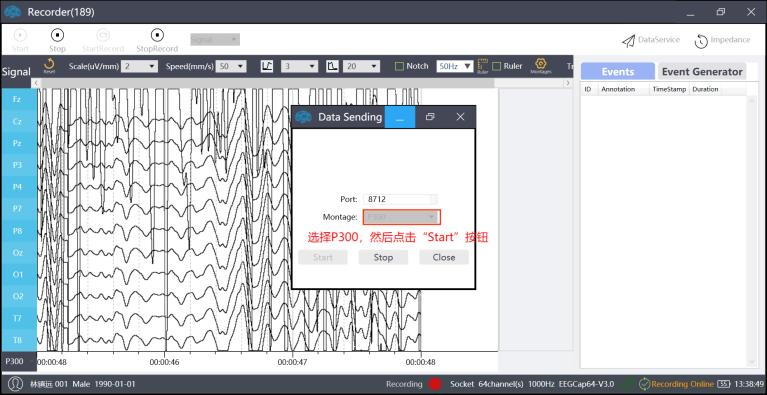 Recorder(189)
Start Stop StartRecord StopRecord Signal DataService Impedance
Signal Reset Scale(uV/mm) 2 Speed(mm/s) 50 3 20 Notch 50Hz Ruler Ruler Montages Tr
Events Event Generator
ID Annotation TimeStamp Duration
Fz
Cz
Pz
P3
P4
P7
P8
Oz
O1
O2
T7
T8
Data Sending
Port: 8712
Montage: P300
选择P300，然后点击“Start”按钮
Start Stop Close
P300 00:00:48 00:00:46 00:00:47 00:00:48
林鎮远 001 Male 1990-01-01 Recording Socket 64channel(s) 1000Hz EEGCap64-V3.0 Recording Online 55 13:38:49